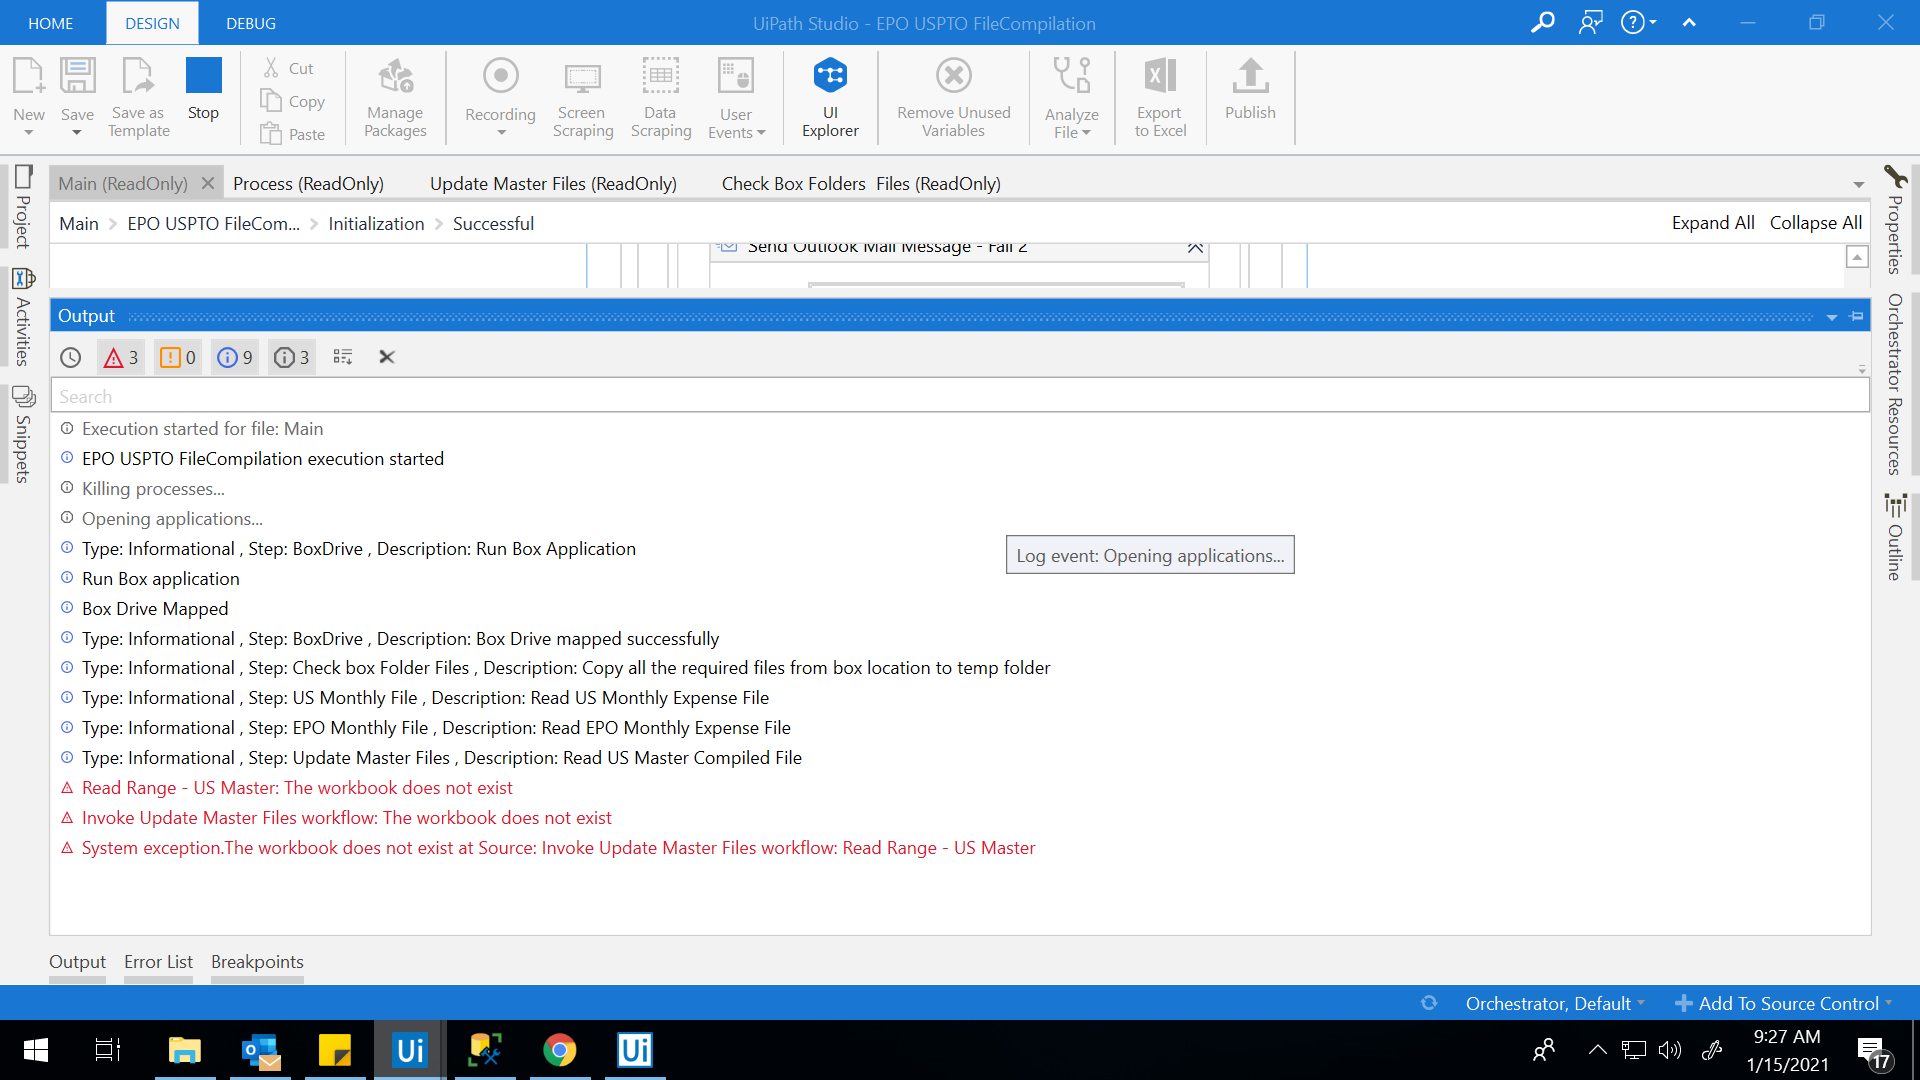 HOME DESIGN DEBUG UiPath Studio - EPO USPTO FileCompilation
New Save Save as Template Stop Cut Copy Paste Manage Packages Recording Screen Scraping Data Scraping User Events UI Explorer Remove Unused Variables Analyze File Export to Excel Publish
Project
Activities
Snippets
Main (ReadOnly) Process (ReadOnly) Update Master Files (ReadOnly) Check Box Folders Files (ReadOnly)
Main EPO USPTO FileCom... Initialization Successful Expand All Collapse All
Send Outlook Mail Message - Fail 2
Output
3 0 9 3
Search
Execution started for file: Main
EPO USPTO FileCompilation execution started
Killing processes...
Opening applications...
Type: Informational , Step: BoxDrive , Description: Run Box Application
Log event: Opening applications...
Run Box application
Box Drive Mapped
Type: Informational , Step: BoxDrive , Description: Box Drive mapped successfully
Type: Informational , Step: Check box Folder Files , Description: Copy all the required files from box location to temp folder
Type: Informational , Step: US Monthly File , Description: Read US Monthly Expense File
Type: Informational , Step: EPO Monthly File , Description: Read EPO Monthly Expense File
Type: Informational , Step: Update Master Files , Description: Read US Master Compiled File
Read Range - US Master: The workbook does not exist
Invoke Update Master Files workflow: The workbook does not exist
System exception.The workbook does not exist at Source: Invoke Update Master Files workflow: Read Range - US Master
Properties
Orchestrator Resources
Outline
Output Error List Breakpoints
Orchestrator, Default Add To Source Control
Ui Ui
9:27 AM
1/15/2021
17